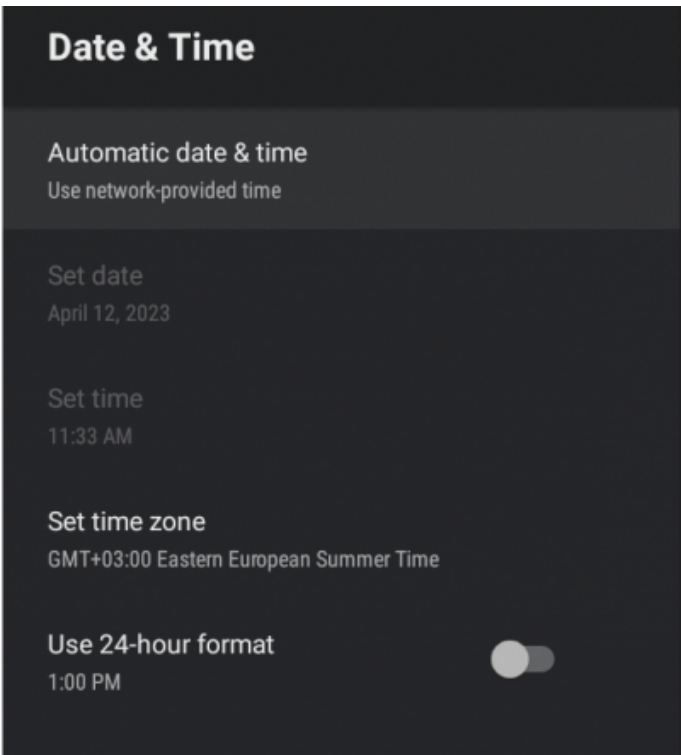 Date & Time
Automatic date & time
Use network-provided time
Set date
April 12, 2023
Set time
11:33 AM
Set time zone
GMT+03:00 Eastern European Summer Time
Use 24-hour format
1:00 PM